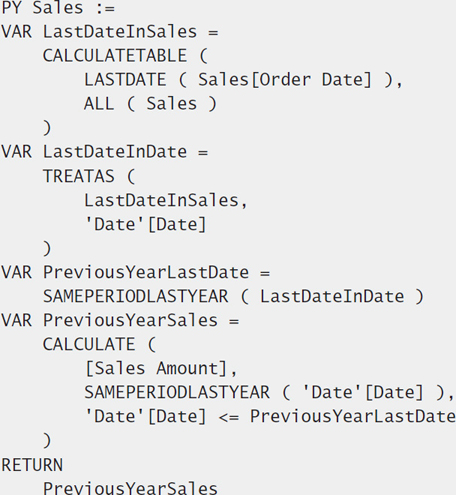 PY Sales :=
VAR LastDateInSales =
    CALCULATETABLE (
        LASTDATE ( Sales[Order Date] ),
        ALL ( Sales )
    )
VAR LastDateInDate =
    TREATAS (
        LastDateInSales,
        'Date'[Date]
    )
VAR PreviousYearLastDate =
    SAMEPERIODLASTYEAR ( LastDateInDate )
VAR PreviousYearSales =
    CALCULATE (
        [Sales Amount],
        SAMEPERIODLASTYEAR ( 'Date'[Date] ),
        'Date'[Date] <= PreviousYearLastDate
    )
RETURN
    PreviousYearSales